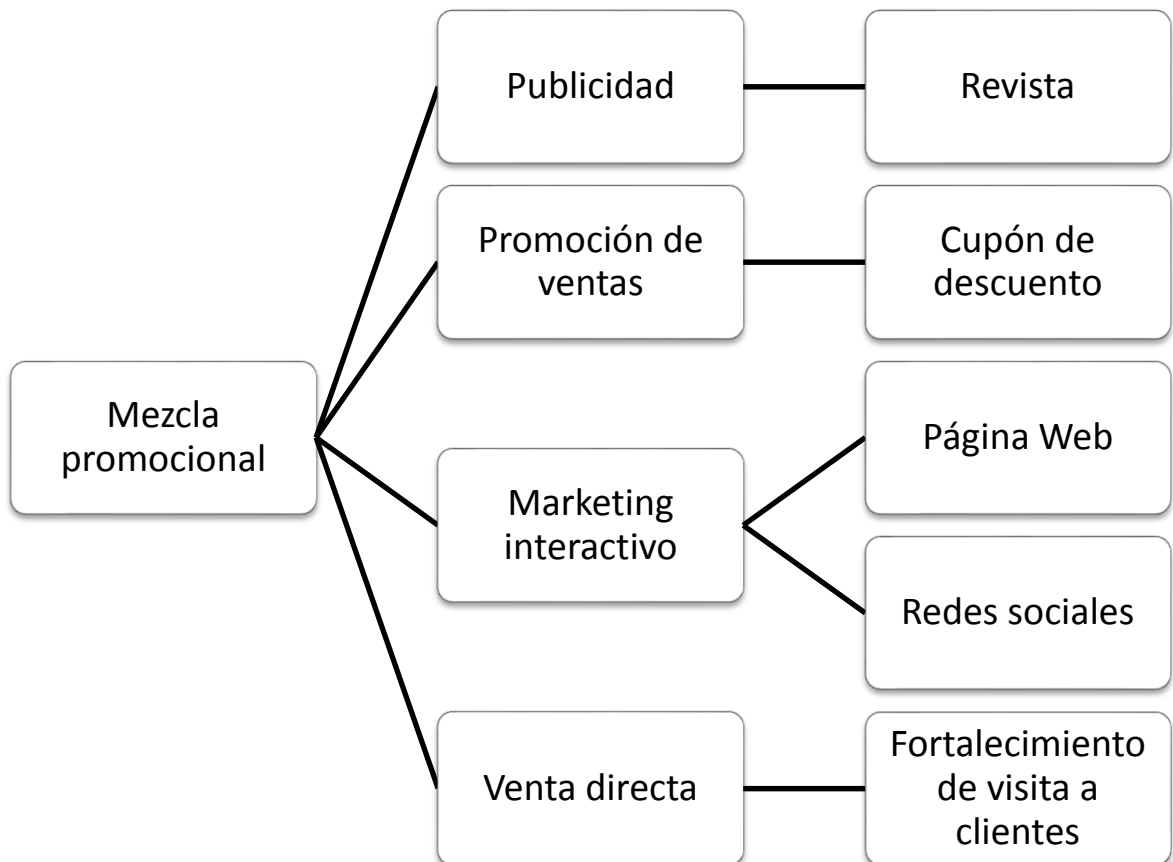 Publicidad
Revista
Promoción de
ventas
Cupón de
descuento
Mezcla
promocional
Página Web
Marketing
interactivo
Redes sociales
Venta directa
Fortalecimiento
de visita a
clientes